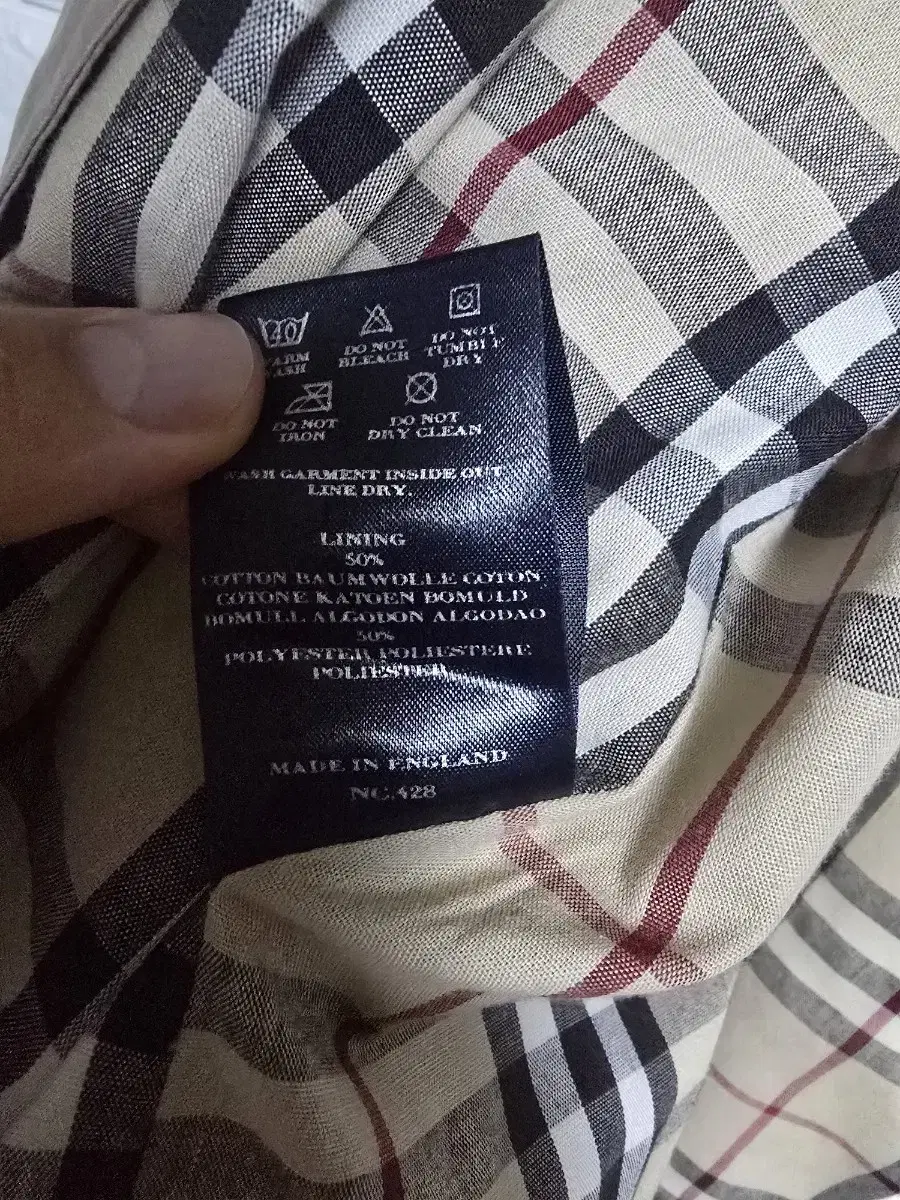 40
WARM WASH
DO NOT BLEACH
DO NOT TUMBLE DRY
DO NOT IRON
DO NOT DRY CLEAN
WASH GARMENT INSIDE OUT
LINE DRY.
LINING
50%
COTTON BAUMWOLLE COTON
COTONE KATOEN BOMULD
BOMULL ALGODON ALGODAO
50%
POLYESTER POLIESTERE
POLIESTER
MADE IN ENGLAND
NC.428